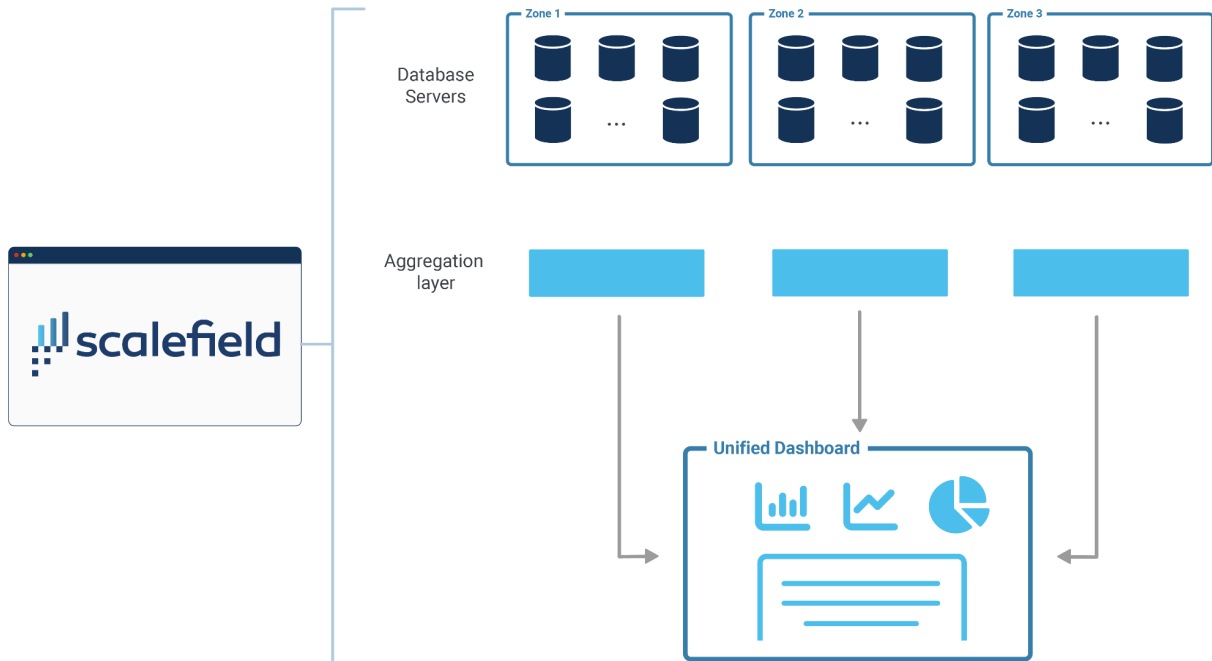 Zone 1
Zone 2
Zone 3
Database
Servers
...
...
...
Aggregation
layer
scalefield
Unified Dashboard